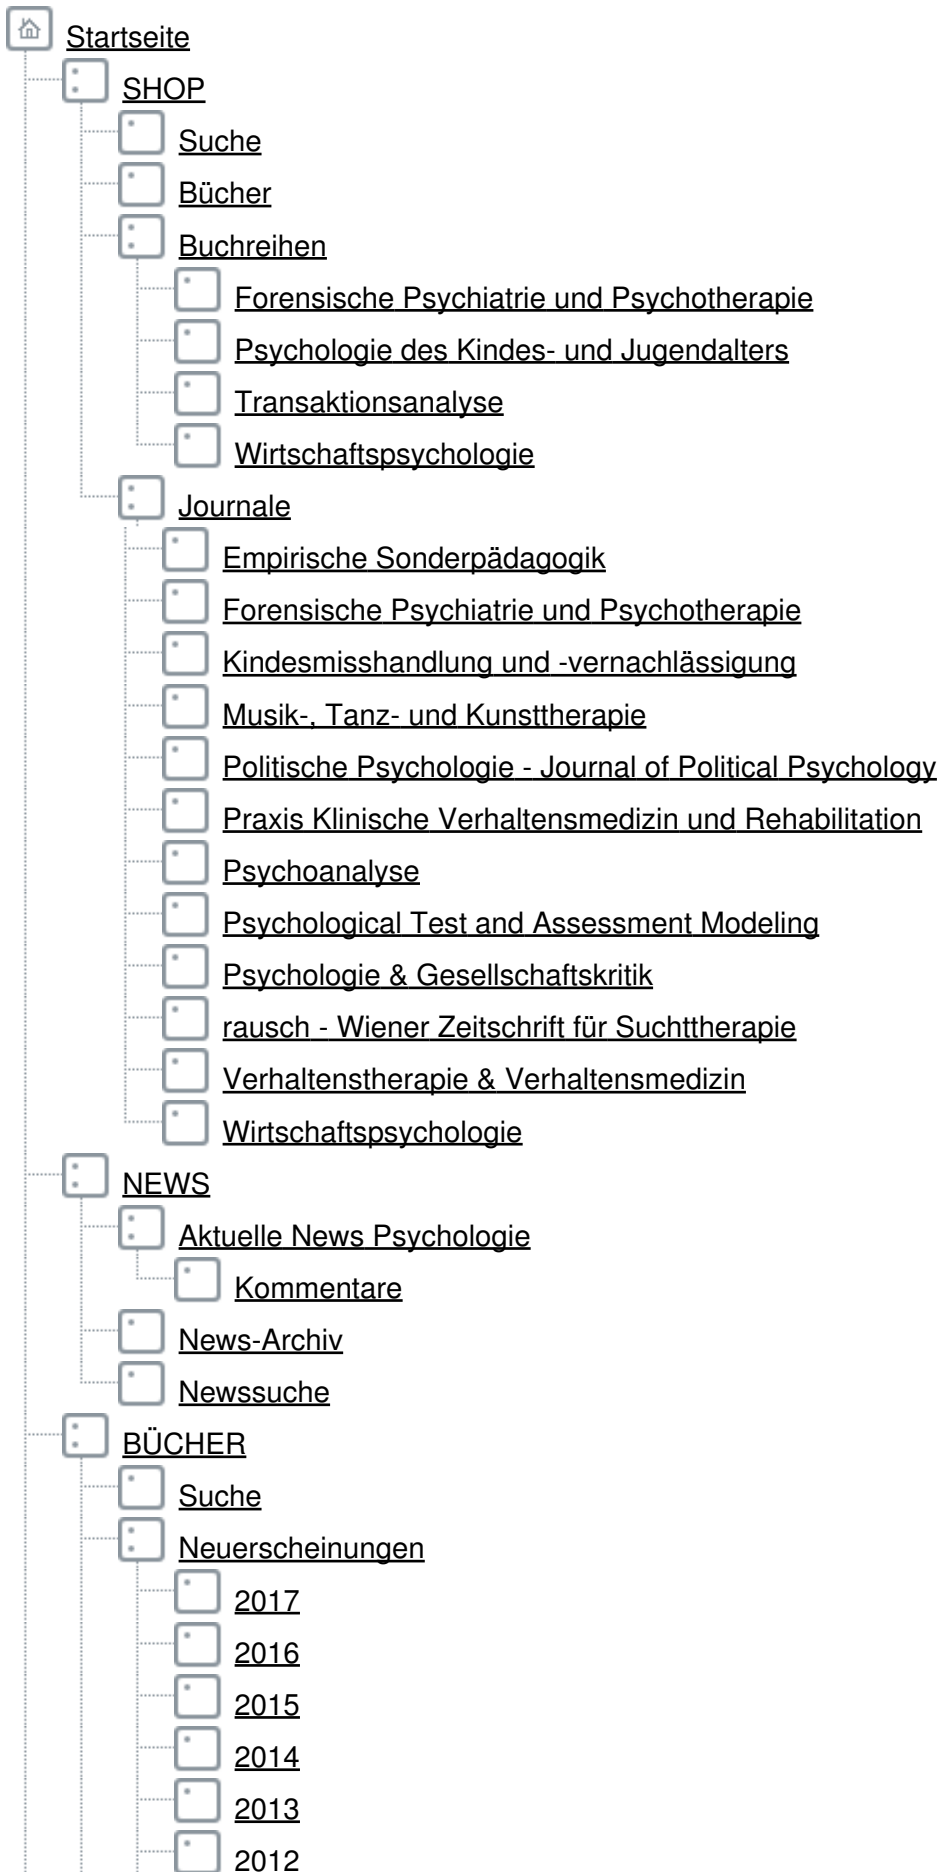 Startseite
SHOP
Suche
Bücher
Buchreihen
Forensische Psychiatrie und Psychotherapie
Psychologie des Kindes- und Jugendalters
Transaktionsanalyse
Wirtschaftspsychologie
Journale
Empirische Sonderpädagogik
Forensische Psychiatrie und Psychotherapie
Kindesmisshandlung und -vernachlässigung
Musik-, Tanz- und Kunsttherapie
Politische Psychologie - Journal of Political Psychology
Praxis Klinische Verhaltensmedizin und Rehabilitation
Psychoanalyse
Psychological Test and Assessment Modeling
Psychologie & Gesellschaftskritik
rausch - Wiener Zeitschrift für Suchttherapie
Verhaltenstherapie & Verhaltensmedizin
Wirtschaftspsychologie
NEWS
Aktuelle News Psychologie
Kommentare
News-Archiv
Newssuche
BÜCHER
Suche
Neuerscheinungen
2017
2016
2015
2014
2013
2012